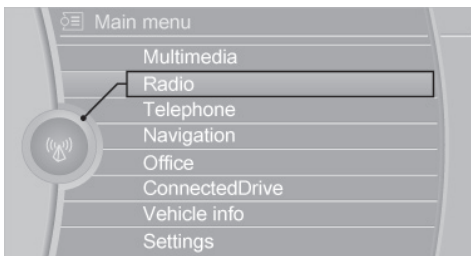 Main menu
Multimedia
Radio
Telephone
Navigation
Office
ConnectedDrive
Vehicle info
Settings